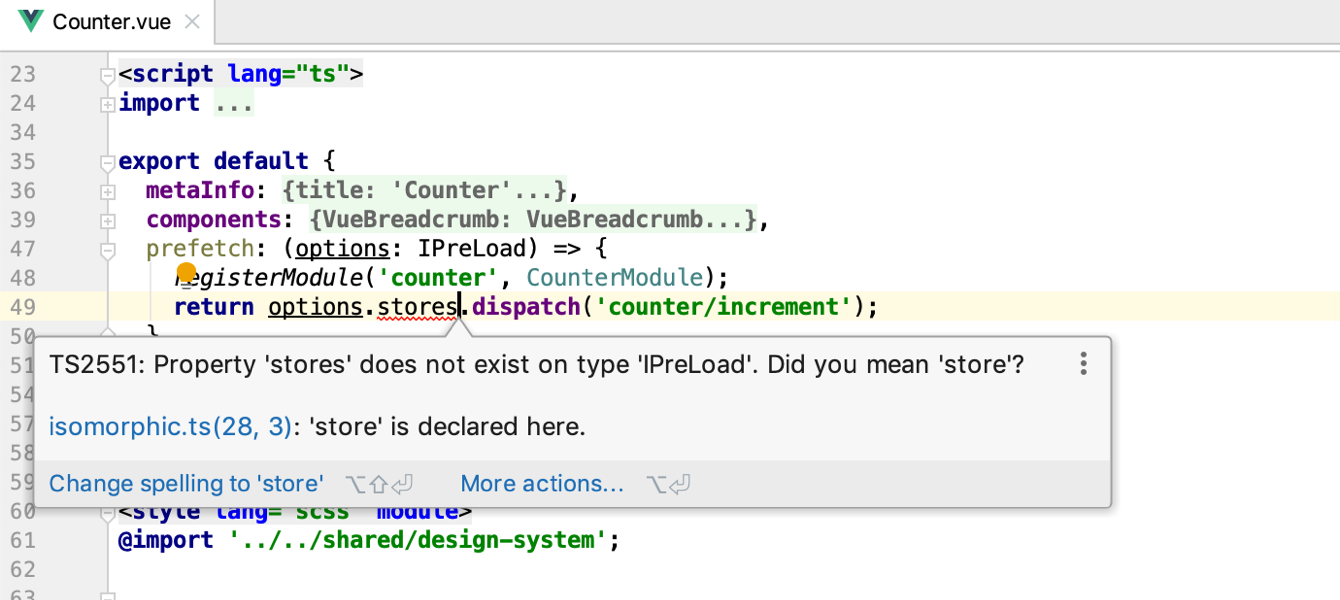 Counter.vue
23 <script lang="ts">
24 import ...
34
35 export default {
36 metaInfo: {title: 'Counter'...},
39 components: {VueBreadcrumb: VueBreadcrumb...},
47 prefetch: (options: IPreLoad) => {
48 registerModule('counter', CounterModule);
49 return options.stores.dispatch('counter/increment');
50 }
51
TS2551: Property 'stores' does not exist on type 'IPreLoad'. Did you mean 'store'?
54
57
isomorphic.ts(28, 3): 'store' is declared here.
58
59
Change spelling to 'store' ⌥⇧⏎ More actions... ⌥⏎
60 <style lang="scss" module>
61 @import '../../shared/design-system';
62
63